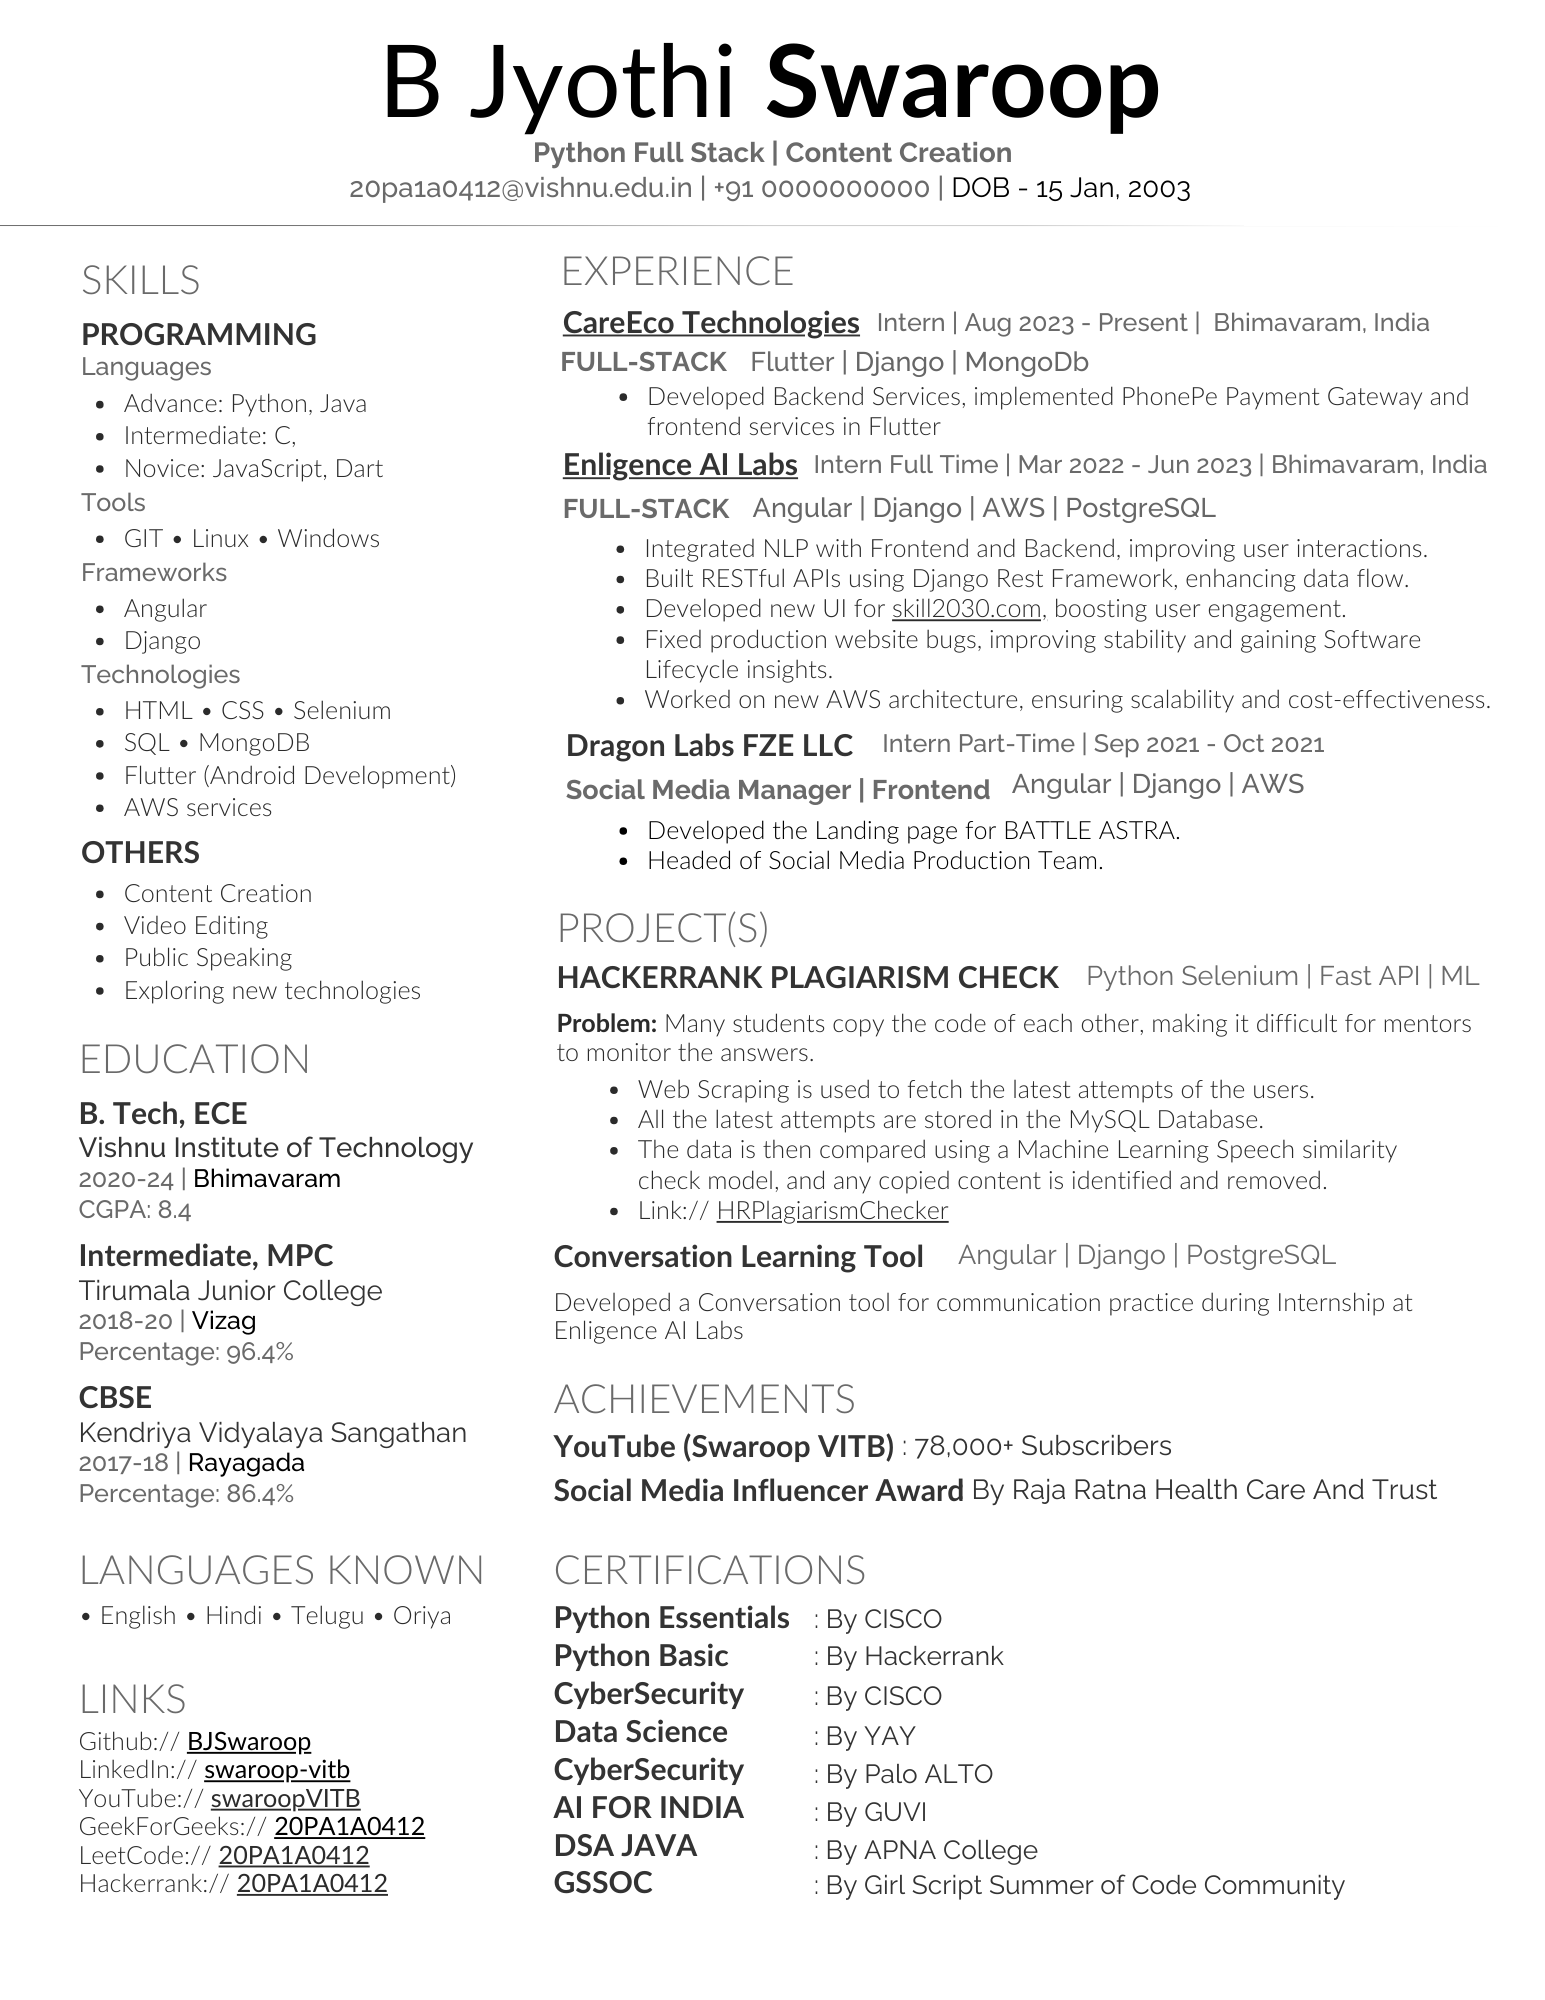 B Jyothi Swaroop
Python Full Stack | Content Creation
20pa1a0412@vishnu.edu.in | +91 0000000000 | DOB - 15 Jan, 2003
SKILLS
PROGRAMMING
Languages
• Advance: Python, Java
• Intermediate: C,
• Novice: JavaScript, Dart
Tools
• GIT • Linux • Windows
Frameworks
• Angular
• Django
Technologies
• HTML • CSS • Selenium
• SQL • MongoDB
• Flutter (Android Development)
• AWS services
OTHERS
• Content Creation
• Video Editing
• Public Speaking
• Exploring new technologies
EDUCATION
B. Tech, ECE
Vishnu Institute of Technology
2020-24 | Bhimavaram
CGPA: 8.4
Intermediate, MPC
Tirumala Junior College
2018-20 | Vizag
Percentage: 96.4%
CBSE
Kendriya Vidyalaya Sangathan
2017-18 | Rayagada
Percentage: 86.4%
LANGUAGES KNOWN
• English • Hindi • Telugu • Oriya
LINKS
Github:// BJSwaroop
LinkedIn:// swaroop-vitb
YouTube:// swaroopVITB
GeekForGeeks:// 20PA1A0412
LeetCode:// 20PA1A0412
Hackerrank:// 20PA1A0412
EXPERIENCE
CareEco Technologies Intern | Aug 2023 - Present | Bhimavaram, India
FULL-STACK Flutter | Django | MongoDb
• Developed Backend Services, implemented PhonePe Payment Gateway and
frontend services in Flutter
Enligence AI Labs Intern Full Time | Mar 2022 - Jun 2023 | Bhimavaram, India
FULL-STACK Angular | Django | AWS | PostgreSQL
• Integrated NLP with Frontend and Backend, improving user interactions.
• Built RESTful APIs using Django Rest Framework, enhancing data flow.
• Developed new UI for skill2030.com, boosting user engagement.
• Fixed production website bugs, improving stability and gaining Software
Lifecycle insights.
• Worked on new AWS architecture, ensuring scalability and cost-effectiveness.
Dragon Labs FZE LLC Intern Part-Time | Sep 2021 - Oct 2021
Social Media Manager | Frontend Angular | Django | AWS
• Developed the Landing page for BATTLE ASTRA.
• Headed of Social Media Production Team.
PROJECT(S)
HACKERRANK PLAGIARISM CHECK Python Selenium | Fast API | ML
Problem: Many students copy the code of each other, making it difficult for mentors
to monitor the answers.
• Web Scraping is used to fetch the latest attempts of the users.
• All the latest attempts are stored in the MySQL Database.
• The data is then compared using a Machine Learning Speech similarity
check model, and any copied content is identified and removed.
• Link:// HRPlagiarismChecker
Conversation Learning Tool Angular | Django | PostgreSQL
Developed a Conversation tool for communication practice during Internship at
Enligence AI Labs
ACHIEVEMENTS
YouTube (Swaroop VITB) : 78,000+ Subscribers
Social Media Influencer Award By Raja Ratna Health Care And Trust
CERTIFICATIONS
Python Essentials : By CISCO
Python Basic : By Hackerrank
CyberSecurity : By CISCO
Data Science : By YAY
CyberSecurity : By Palo ALTO
AI FOR INDIA : By GUVI
DSA JAVA : By APNA College
GSSOC : By Girl Script Summer of Code Community